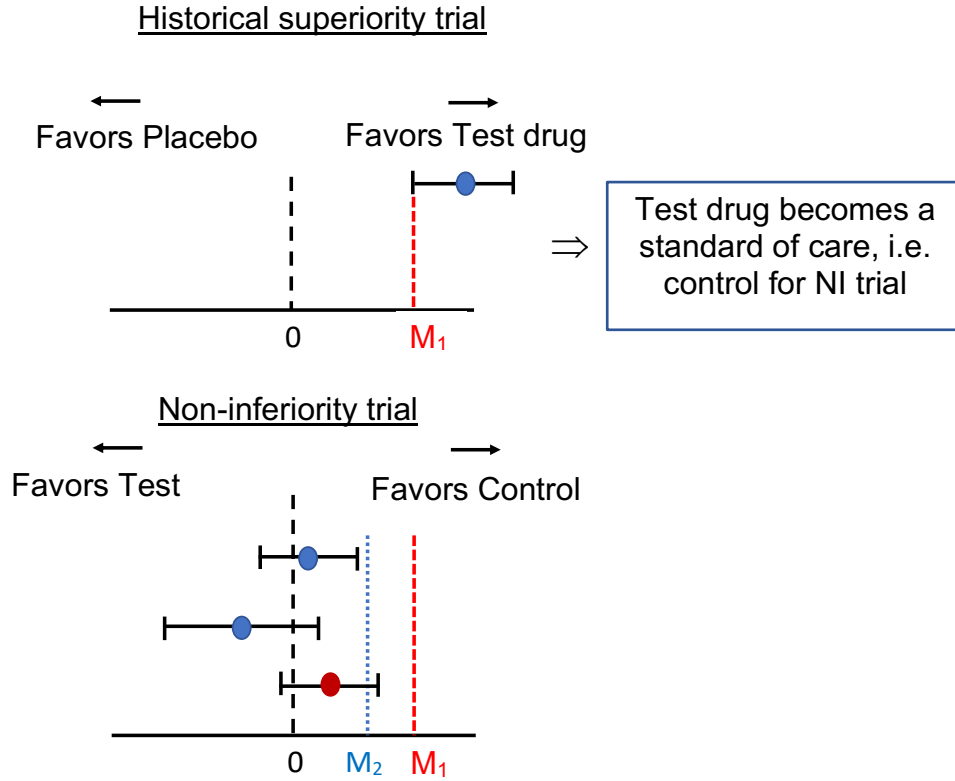 Historical superiority trial
Favors Placebo
Favors Test drug
⇒
Test drug becomes a
standard of care, i.e.
control for NI trial
0
M₁
Non-inferiority trial
Favors Test
Favors Control
0
M₂
M₁